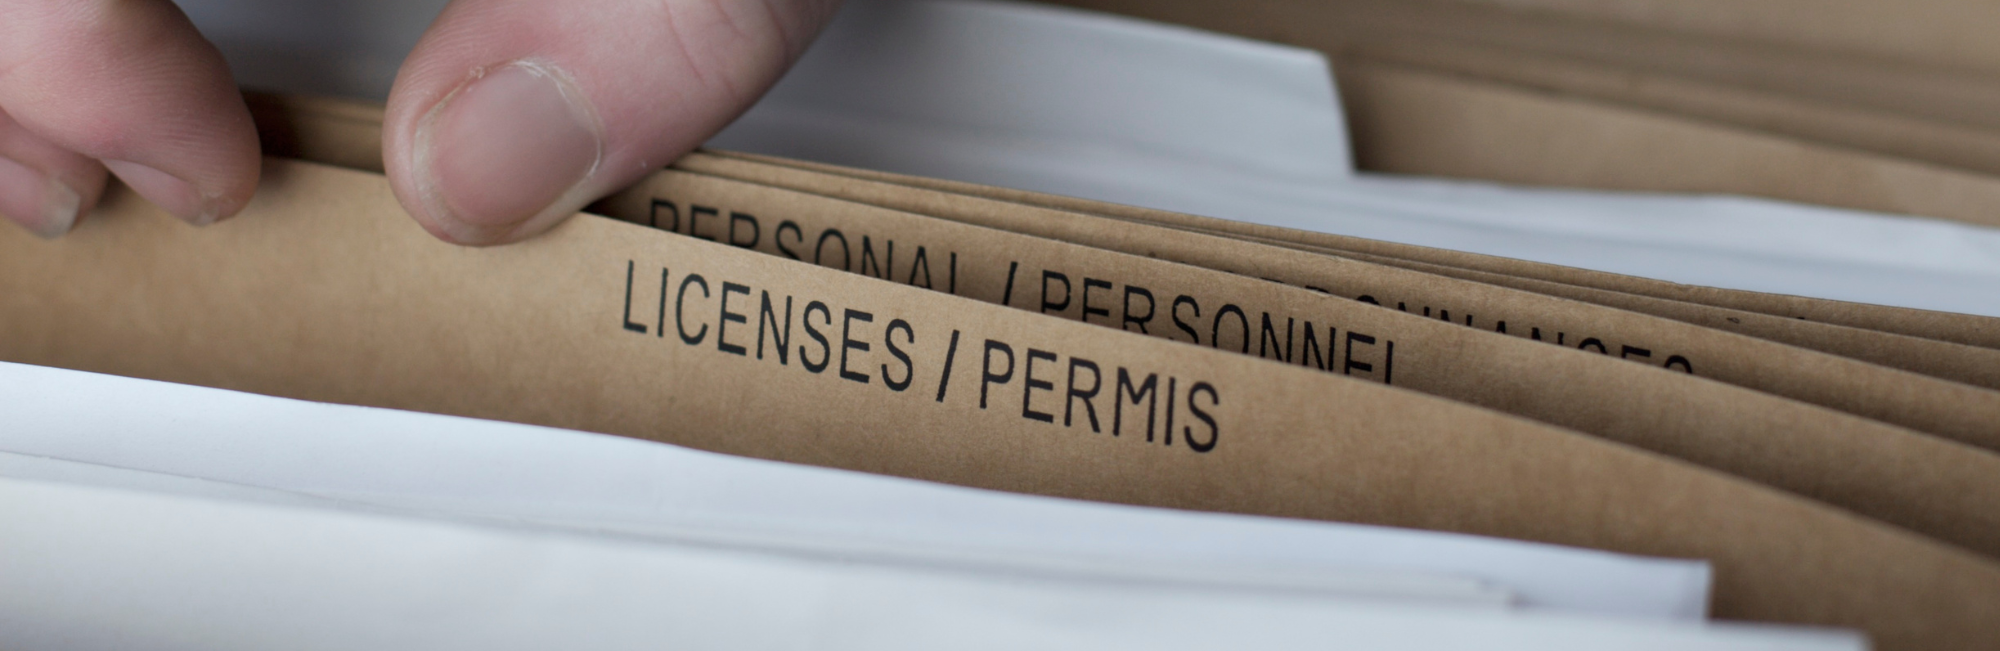 PERSONAL / PERSONNEL
LICENSES / PERMIS